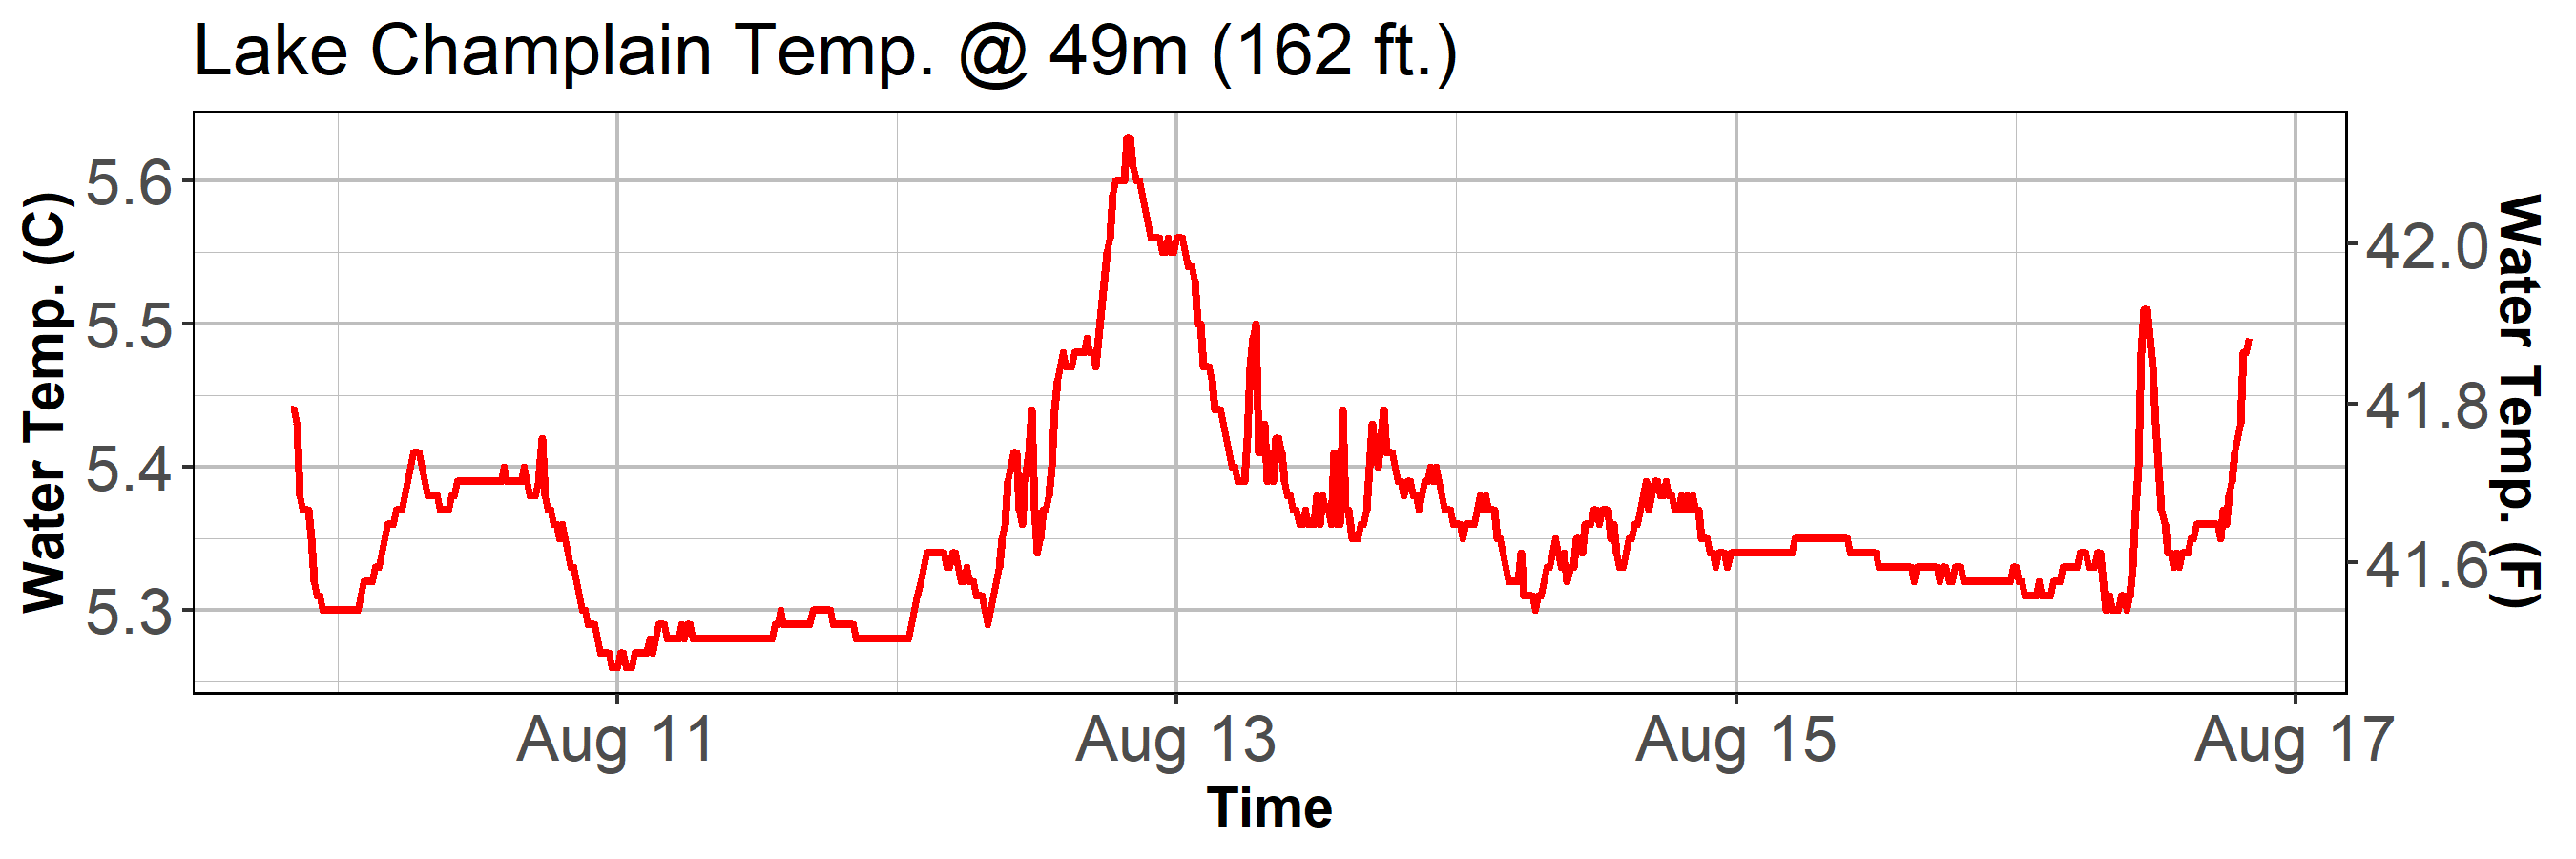 Lake Champlain Temp. @ 49m (162 ft.)
Water Temp. (C)
5.6
5.5
5.4
5.3
42.0
41.8
41.6
Water Temp. (F)
Aug 11
Aug 13
Aug 15
Aug 17
Time